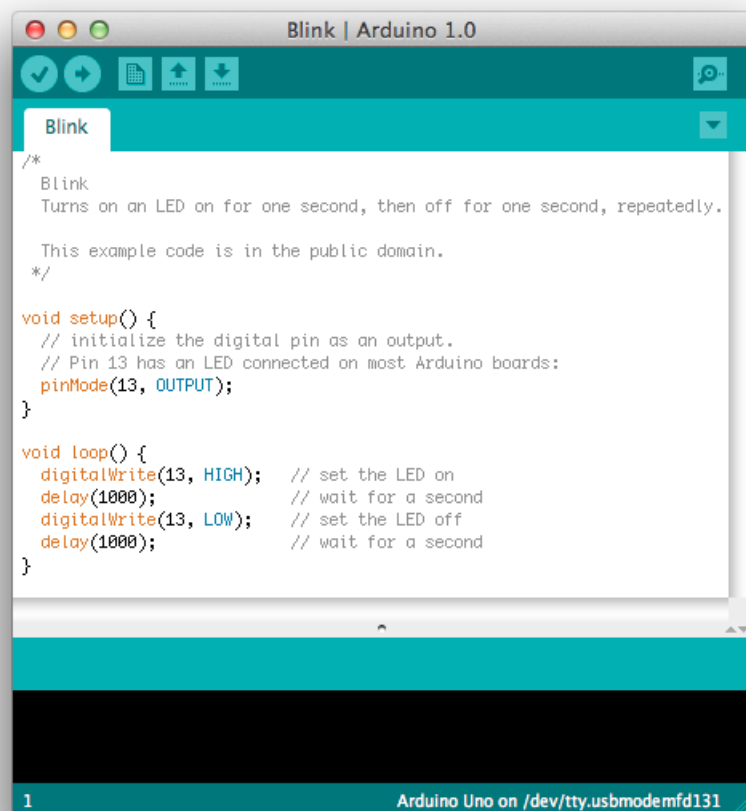 Blink | Arduino 1.0
Blink
/*
  Blink
  Turns on an LED on for one second, then off for one second, repeatedly.

  This example code is in the public domain.
 */

void setup() {
  // initialize the digital pin as an output.
  // Pin 13 has an LED connected on most Arduino boards:
  pinMode(13, OUTPUT);
}

void loop() {
  digitalWrite(13, HIGH);   // set the LED on
  delay(1000);              // wait for a second
  digitalWrite(13, LOW);    // set the LED off
  delay(1000);              // wait for a second
}
1 Arduino Uno on /dev/tty.usbmodemfd131